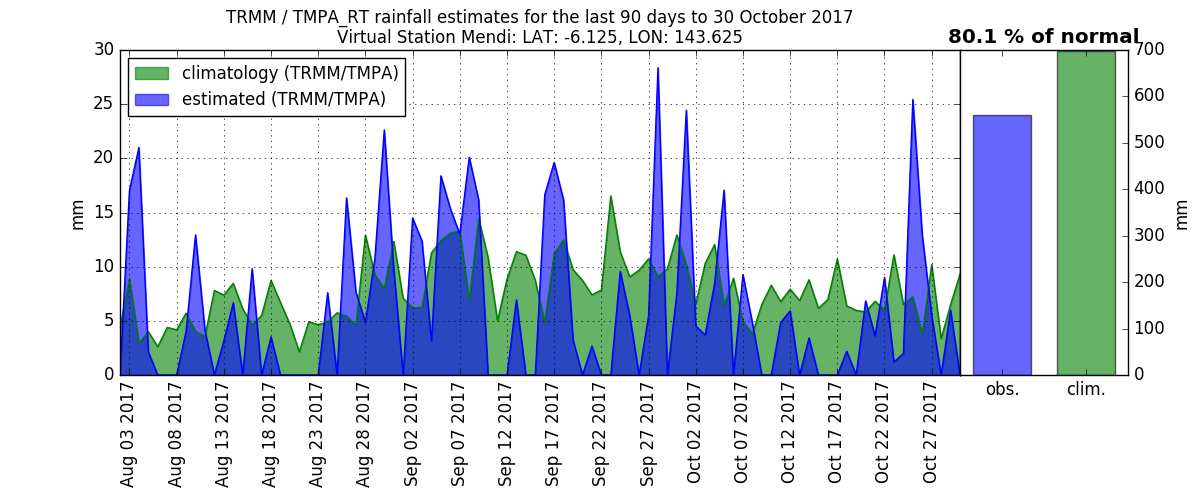 TRMM / TMPA_RT rainfall estimates for the last 90 days to 30 October 2017
Virtual Station Mendi: LAT: -6.125, LON: 143.625
80.1 % of normal
climatology (TRMM/TMPA)
estimated (TRMM/TMPA)
30
25
20
15
10
5
0
mm
Aug 03 2017
Aug 08 2017
Aug 13 2017
Aug 18 2017
Aug 23 2017
Aug 28 2017
Sep 02 2017
Sep 07 2017
Sep 12 2017
Sep 17 2017
Sep 22 2017
Sep 27 2017
Oct 02 2017
Oct 07 2017
Oct 12 2017
Oct 17 2017
Oct 22 2017
Oct 27 2017
700
600
500
400
300
200
100
0
mm
obs.
clim.